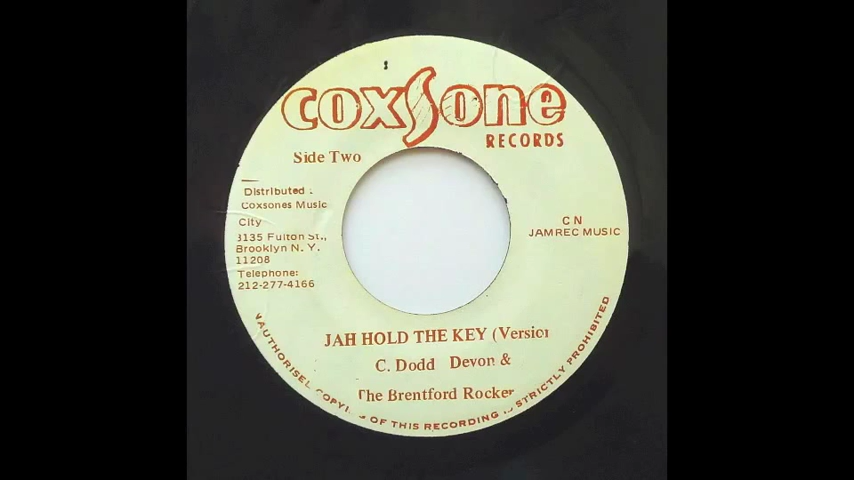 coxsone
RECORDS
Side Two
Distributed :
Coxsones Music
City
3135 Fulton St.,
Brooklyn N. Y.
11208
Telephone:
212-277-4166
C N
JAMREC MUSIC
JAH HOLD THE KEY (Version
C. Dodd Devon &
The Brentford Rocker
OF THIS RECORDING IS STRICTLY PROHIBITED